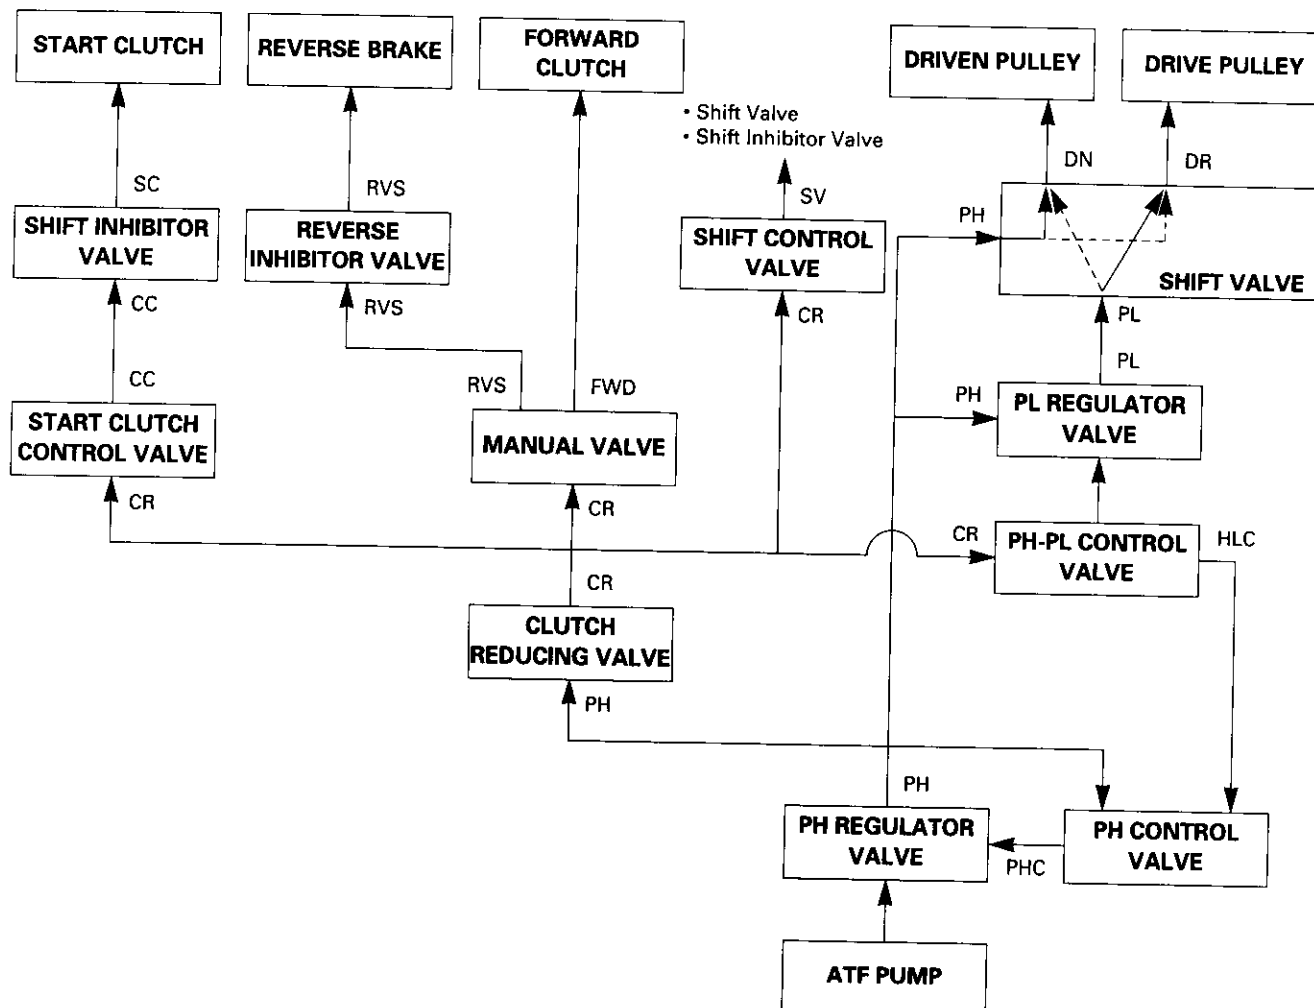 START CLUTCH
REVERSE BRAKE
FORWARD
CLUTCH
DRIVEN PULLEY
DRIVE PULLEY
• Shift Valve
• Shift Inhibitor Valve
DN
DR
SC
RVS
SV
PH
SHIFT INHIBITOR
VALVE
REVERSE
INHIBITOR VALVE
SHIFT CONTROL
VALVE
SHIFT VALVE
CC
RVS
CR
PL
CC
RVS
FWD
PH
PL
START CLUTCH
CONTROL VALVE
MANUAL VALVE
PL REGULATOR
VALVE
CR
CR
CR
PH-PL CONTROL
VALVE
HLC
CR
CLUTCH
REDUCING VALVE
PH
PH
PH REGULATOR
VALVE
PHC
PH CONTROL
VALVE
ATF PUMP